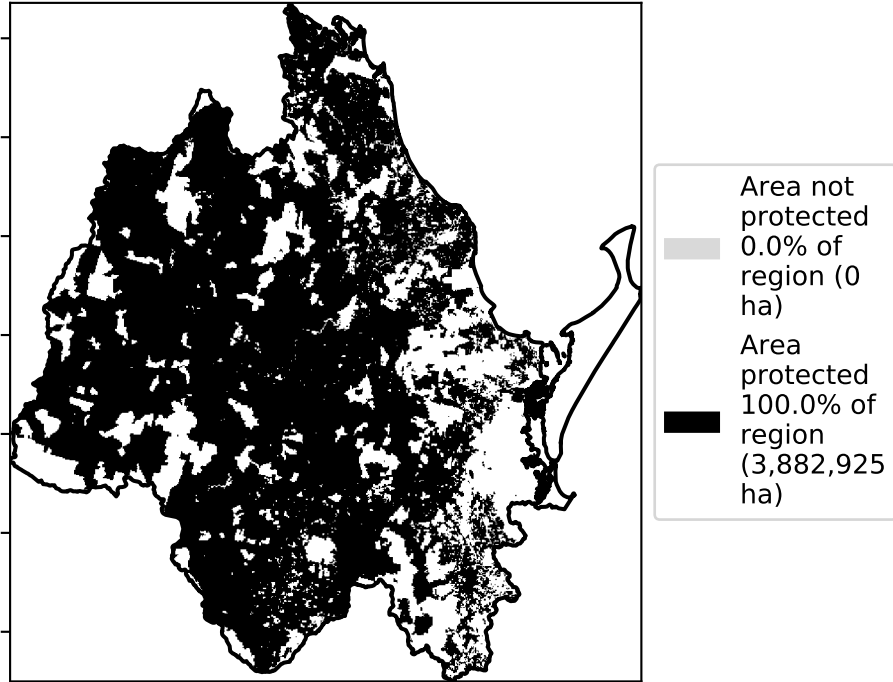 Area not
protected
0.0% of
region (0
ha)
Area
protected
100.0% of
region
(3,882,925
ha)